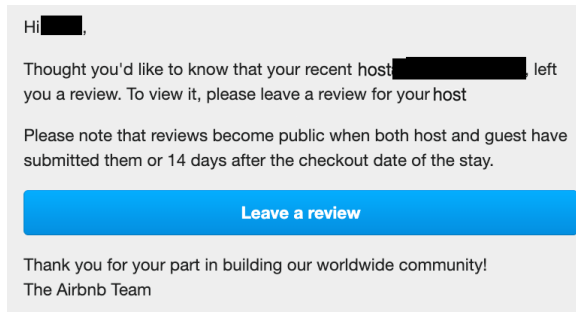 Hi ,
Thought you'd like to know that your recent host , left
you a review. To view it, please leave a review for your host
Please note that reviews become public when both host and guest have
submitted them or 14 days after the checkout date of the stay.
Leave a review
Thank you for your part in building our worldwide community!
The Airbnb Team